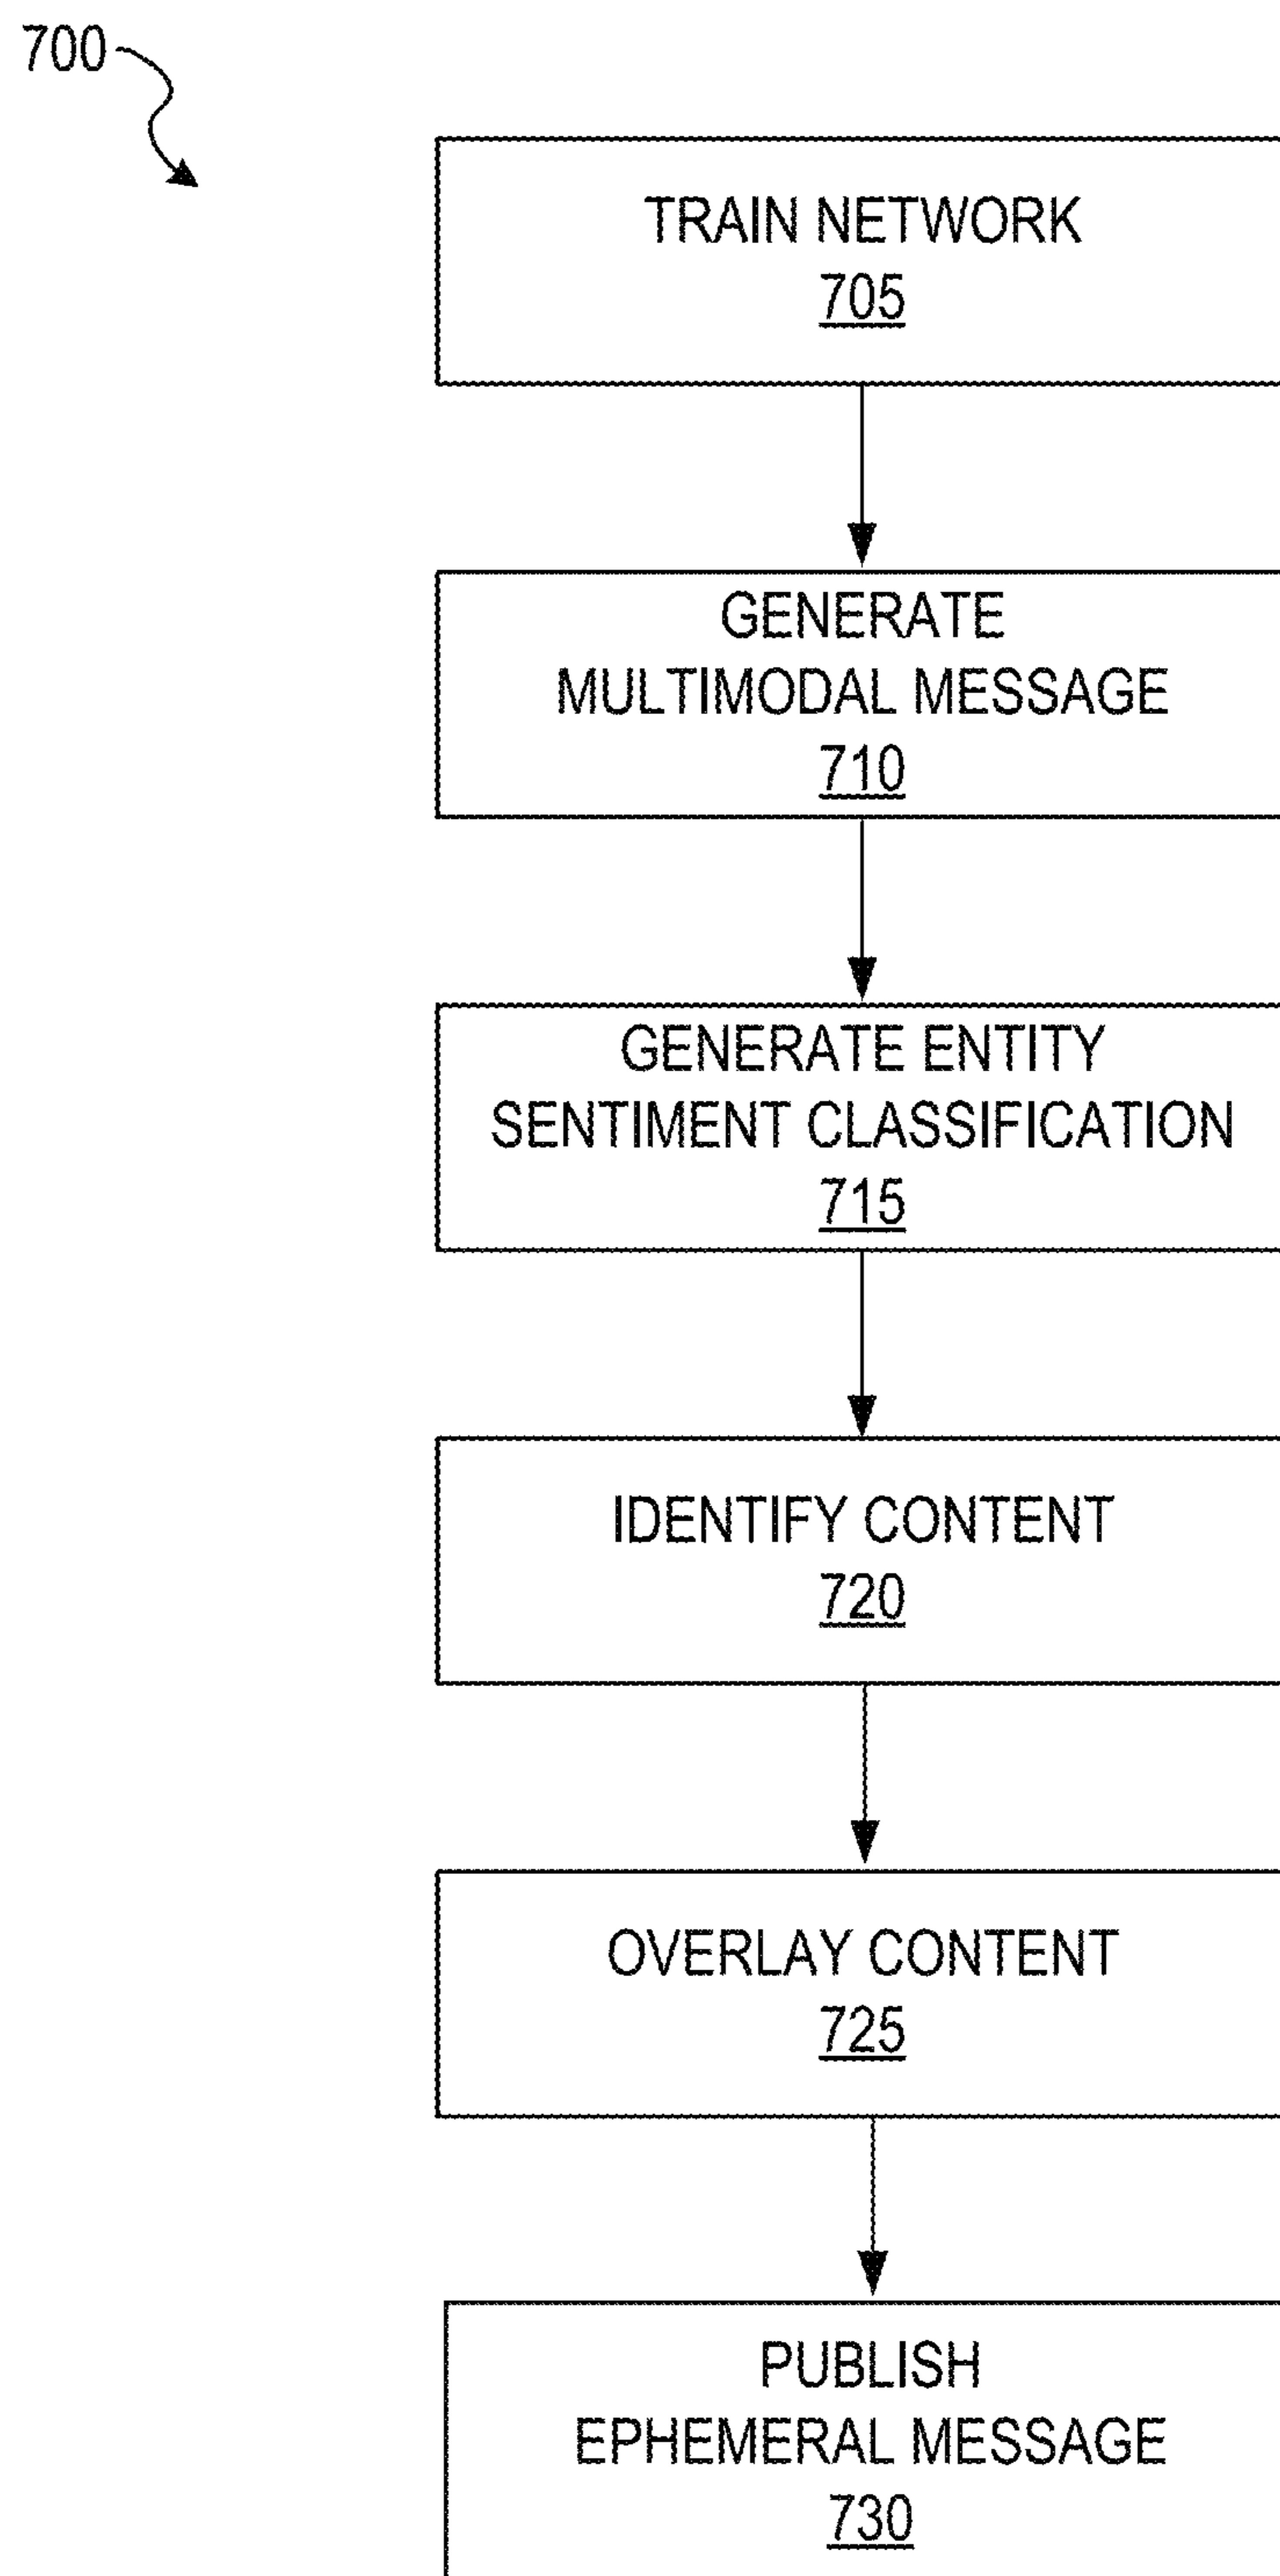 700
TRAIN NETWORK
705
GENERATE
MULTIMODAL MESSAGE
710
GENERATE ENTITY
SENTIMENT CLASSIFICATION
715
IDENTIFY CONTENT
720
OVERLAY CONTENT
725
PUBLISH
EPHEMERAL MESSAGE
730